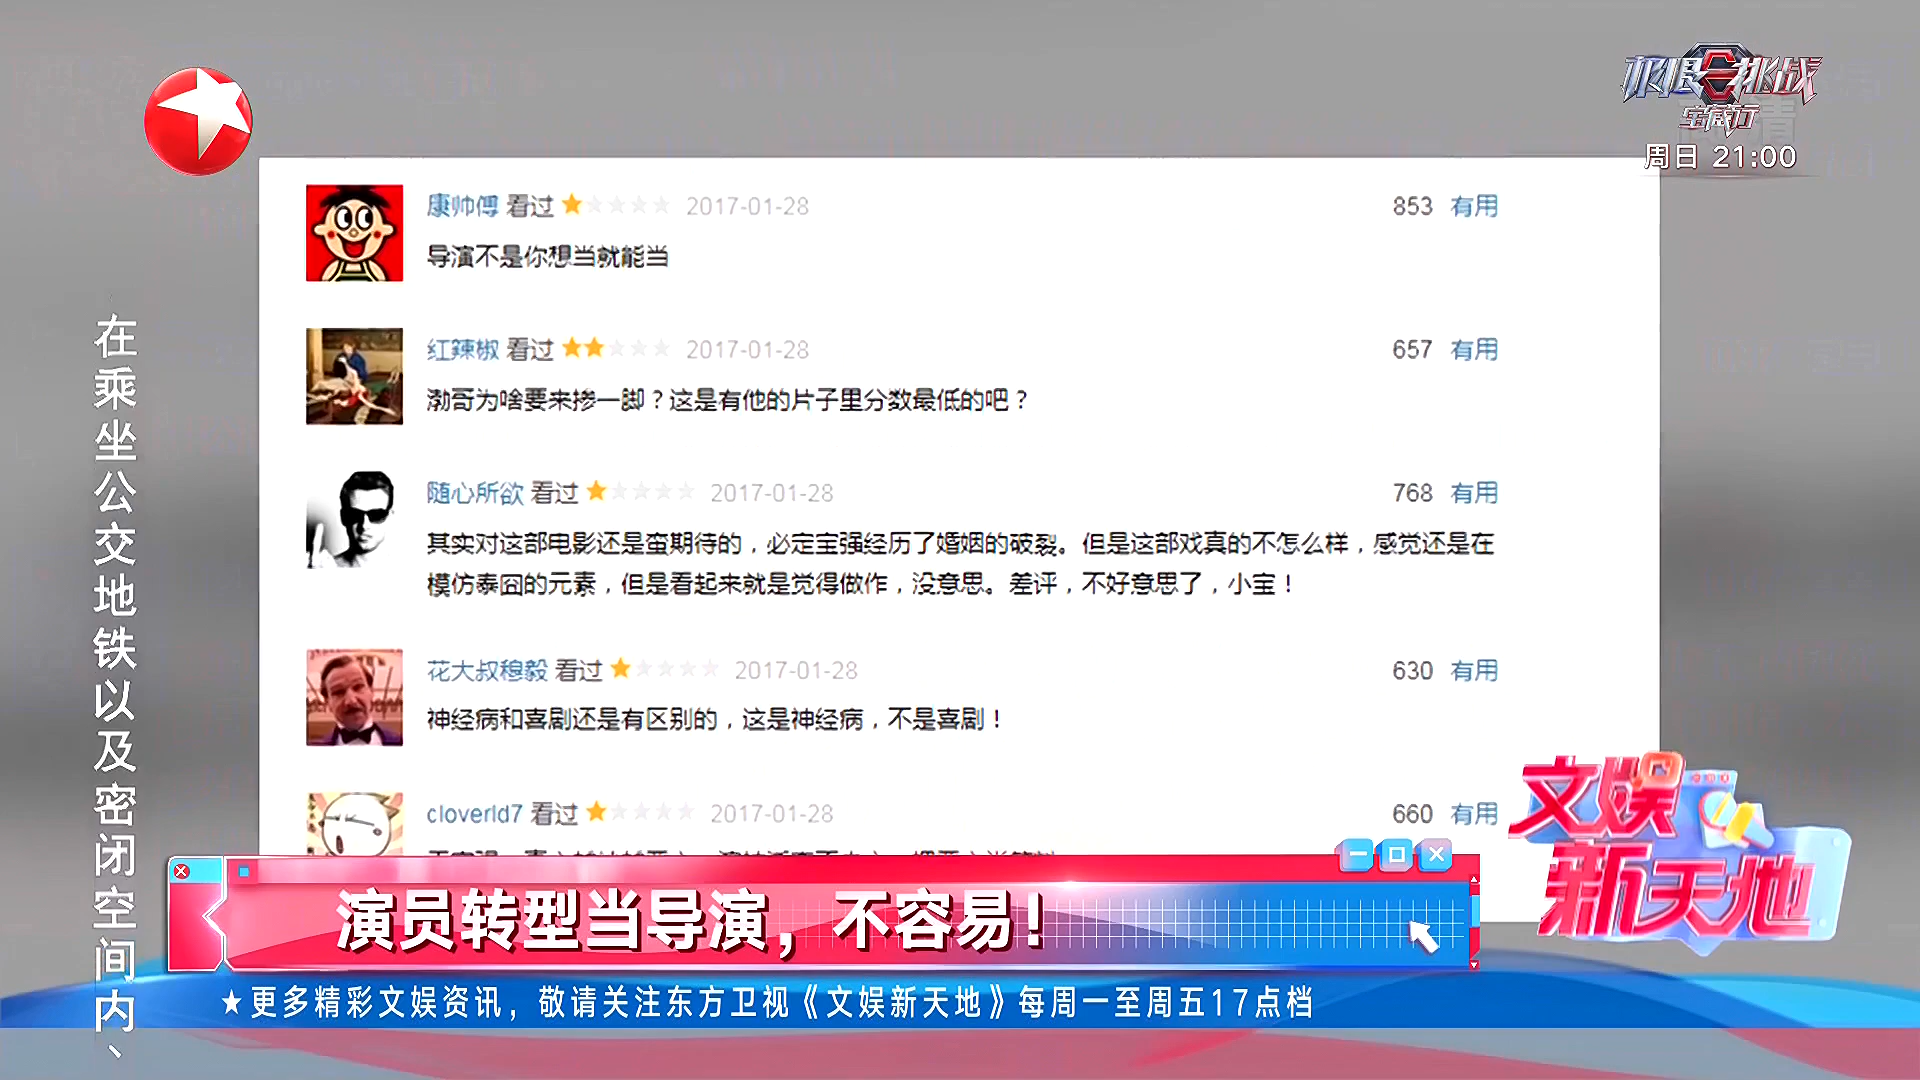 极限挑战
宝藏行
周日 21:00
康帅傅 看过 2017-01-28 853 有用
导演不是你想当就能当
红辣椒 看过 2017-01-28 657 有用
渤哥为啥要来掺一脚？这是有他的片子里分数最低的吧？
随心所欲 看过 2017-01-28 768 有用
其实对这部电影还是蛮期待的，必定宝强经历了婚姻的破裂。但是这部戏真的不怎么样，感觉还是在
模仿泰囧的元素，但是看起来就是觉得做作，没意思。差评，不好意思了，小宝！
花大叔穆毅 看过 2017-01-28 630 有用
神经病和喜剧还是有区别的，这是神经病，不是喜剧！
cloverld7 看过 2017-01-28 660 有用
在乘坐公交地铁以及密闭空间内、
文娱
新天地
演员转型当导演，不容易！
★更多精彩文娱资讯，敬请关注东方卫视《文娱新天地》每周一至周五17点档